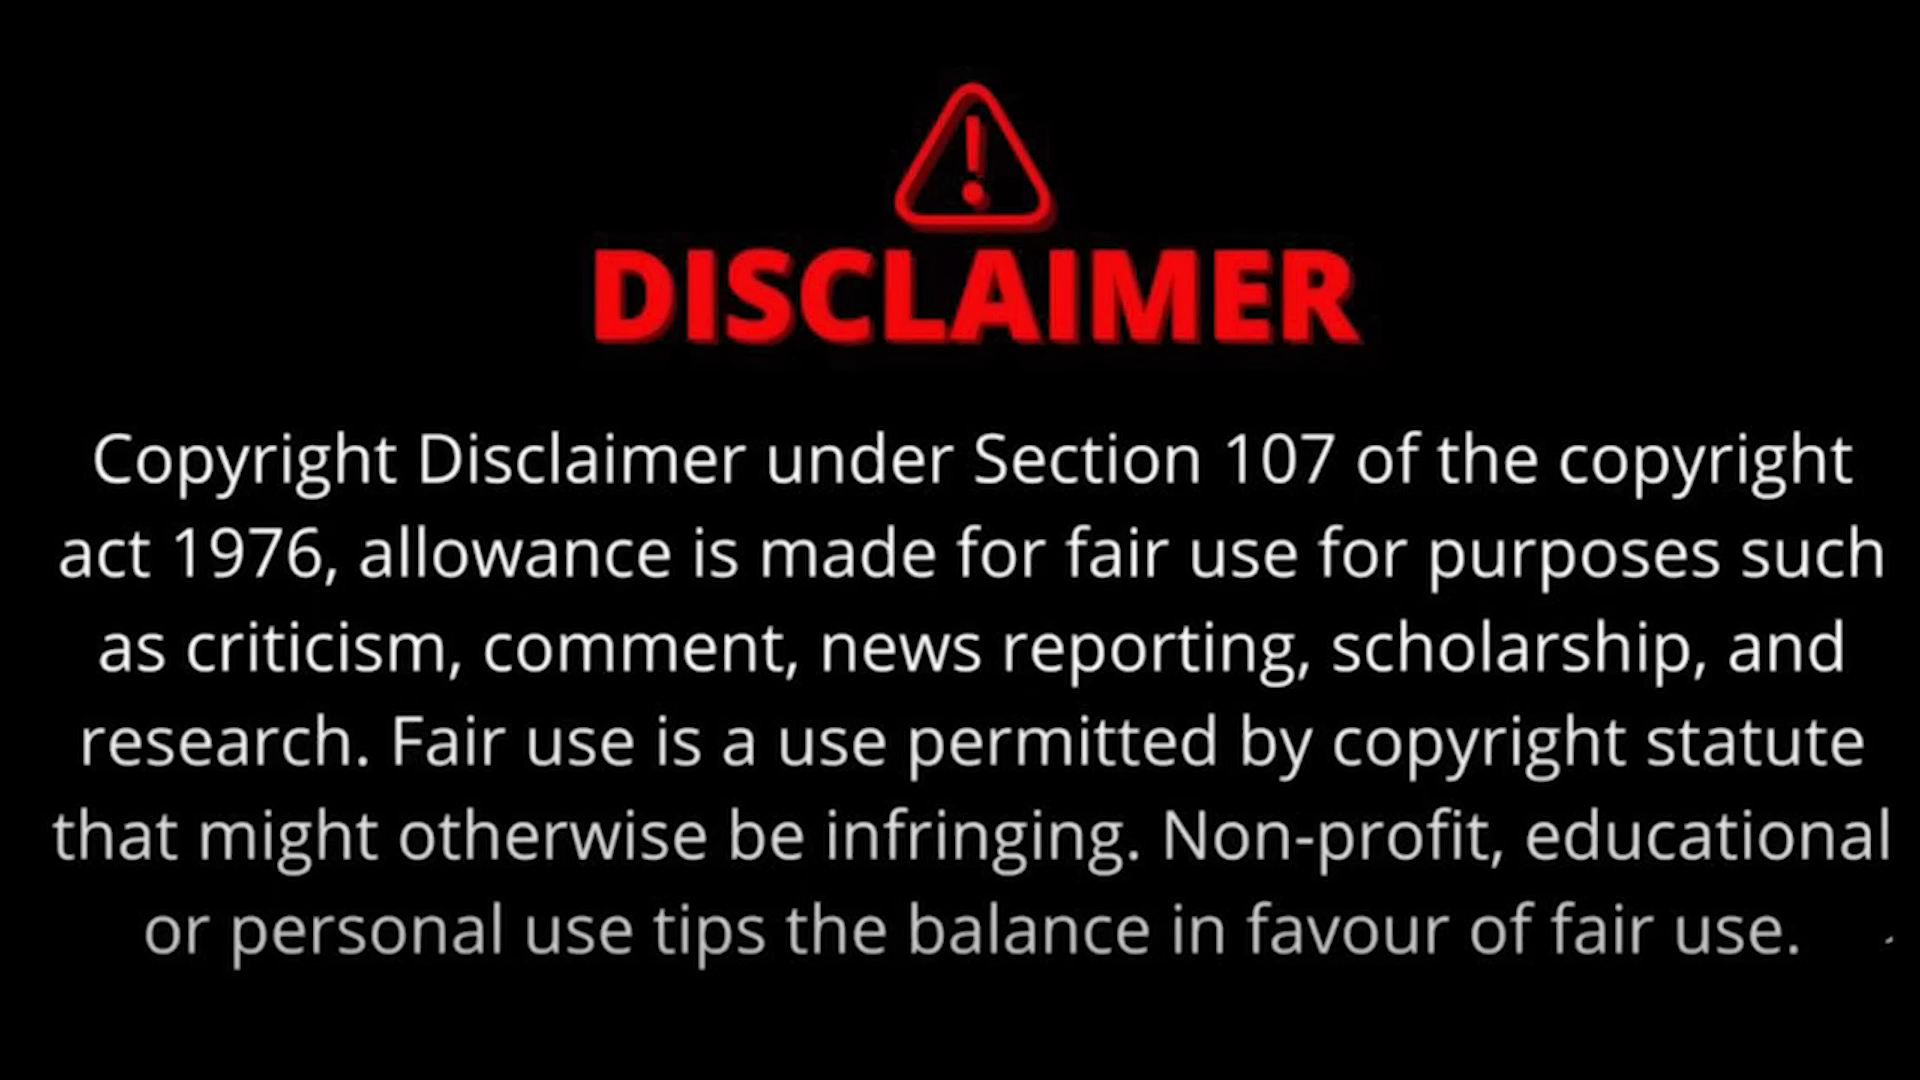 DISCLAIMER
Copyright Disclaimer under Section 107 of the copyright
act 1976, allowance is made for fair use for purposes such
as criticism, comment, news reporting, scholarship, and
research. Fair use is a use permitted by copyright statute
that might otherwise be infringing. Non-profit, educational
or personal use tips the balance in favour of fair use.